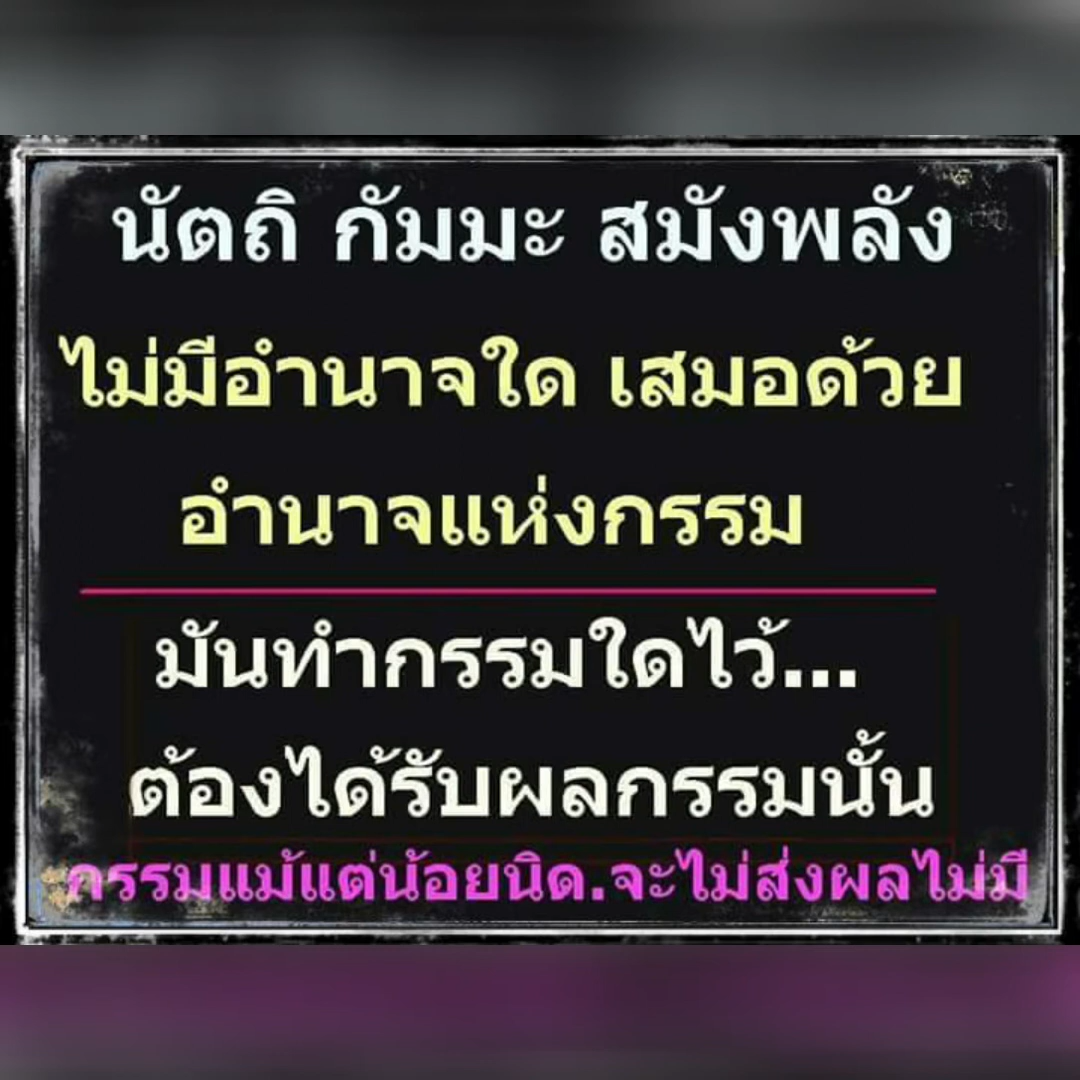 นัตถิ กัมมะ สมังพลัง
ไม่มีอำนาจใด เสมอด้วย
อำนาจแห่งกรรม
มันทำกรรมใดไว้...
ต้องได้รับผลกรรมนั้น
กรรมแม้แต่น้อยนิด.จะไม่ส่งผลไม่มี